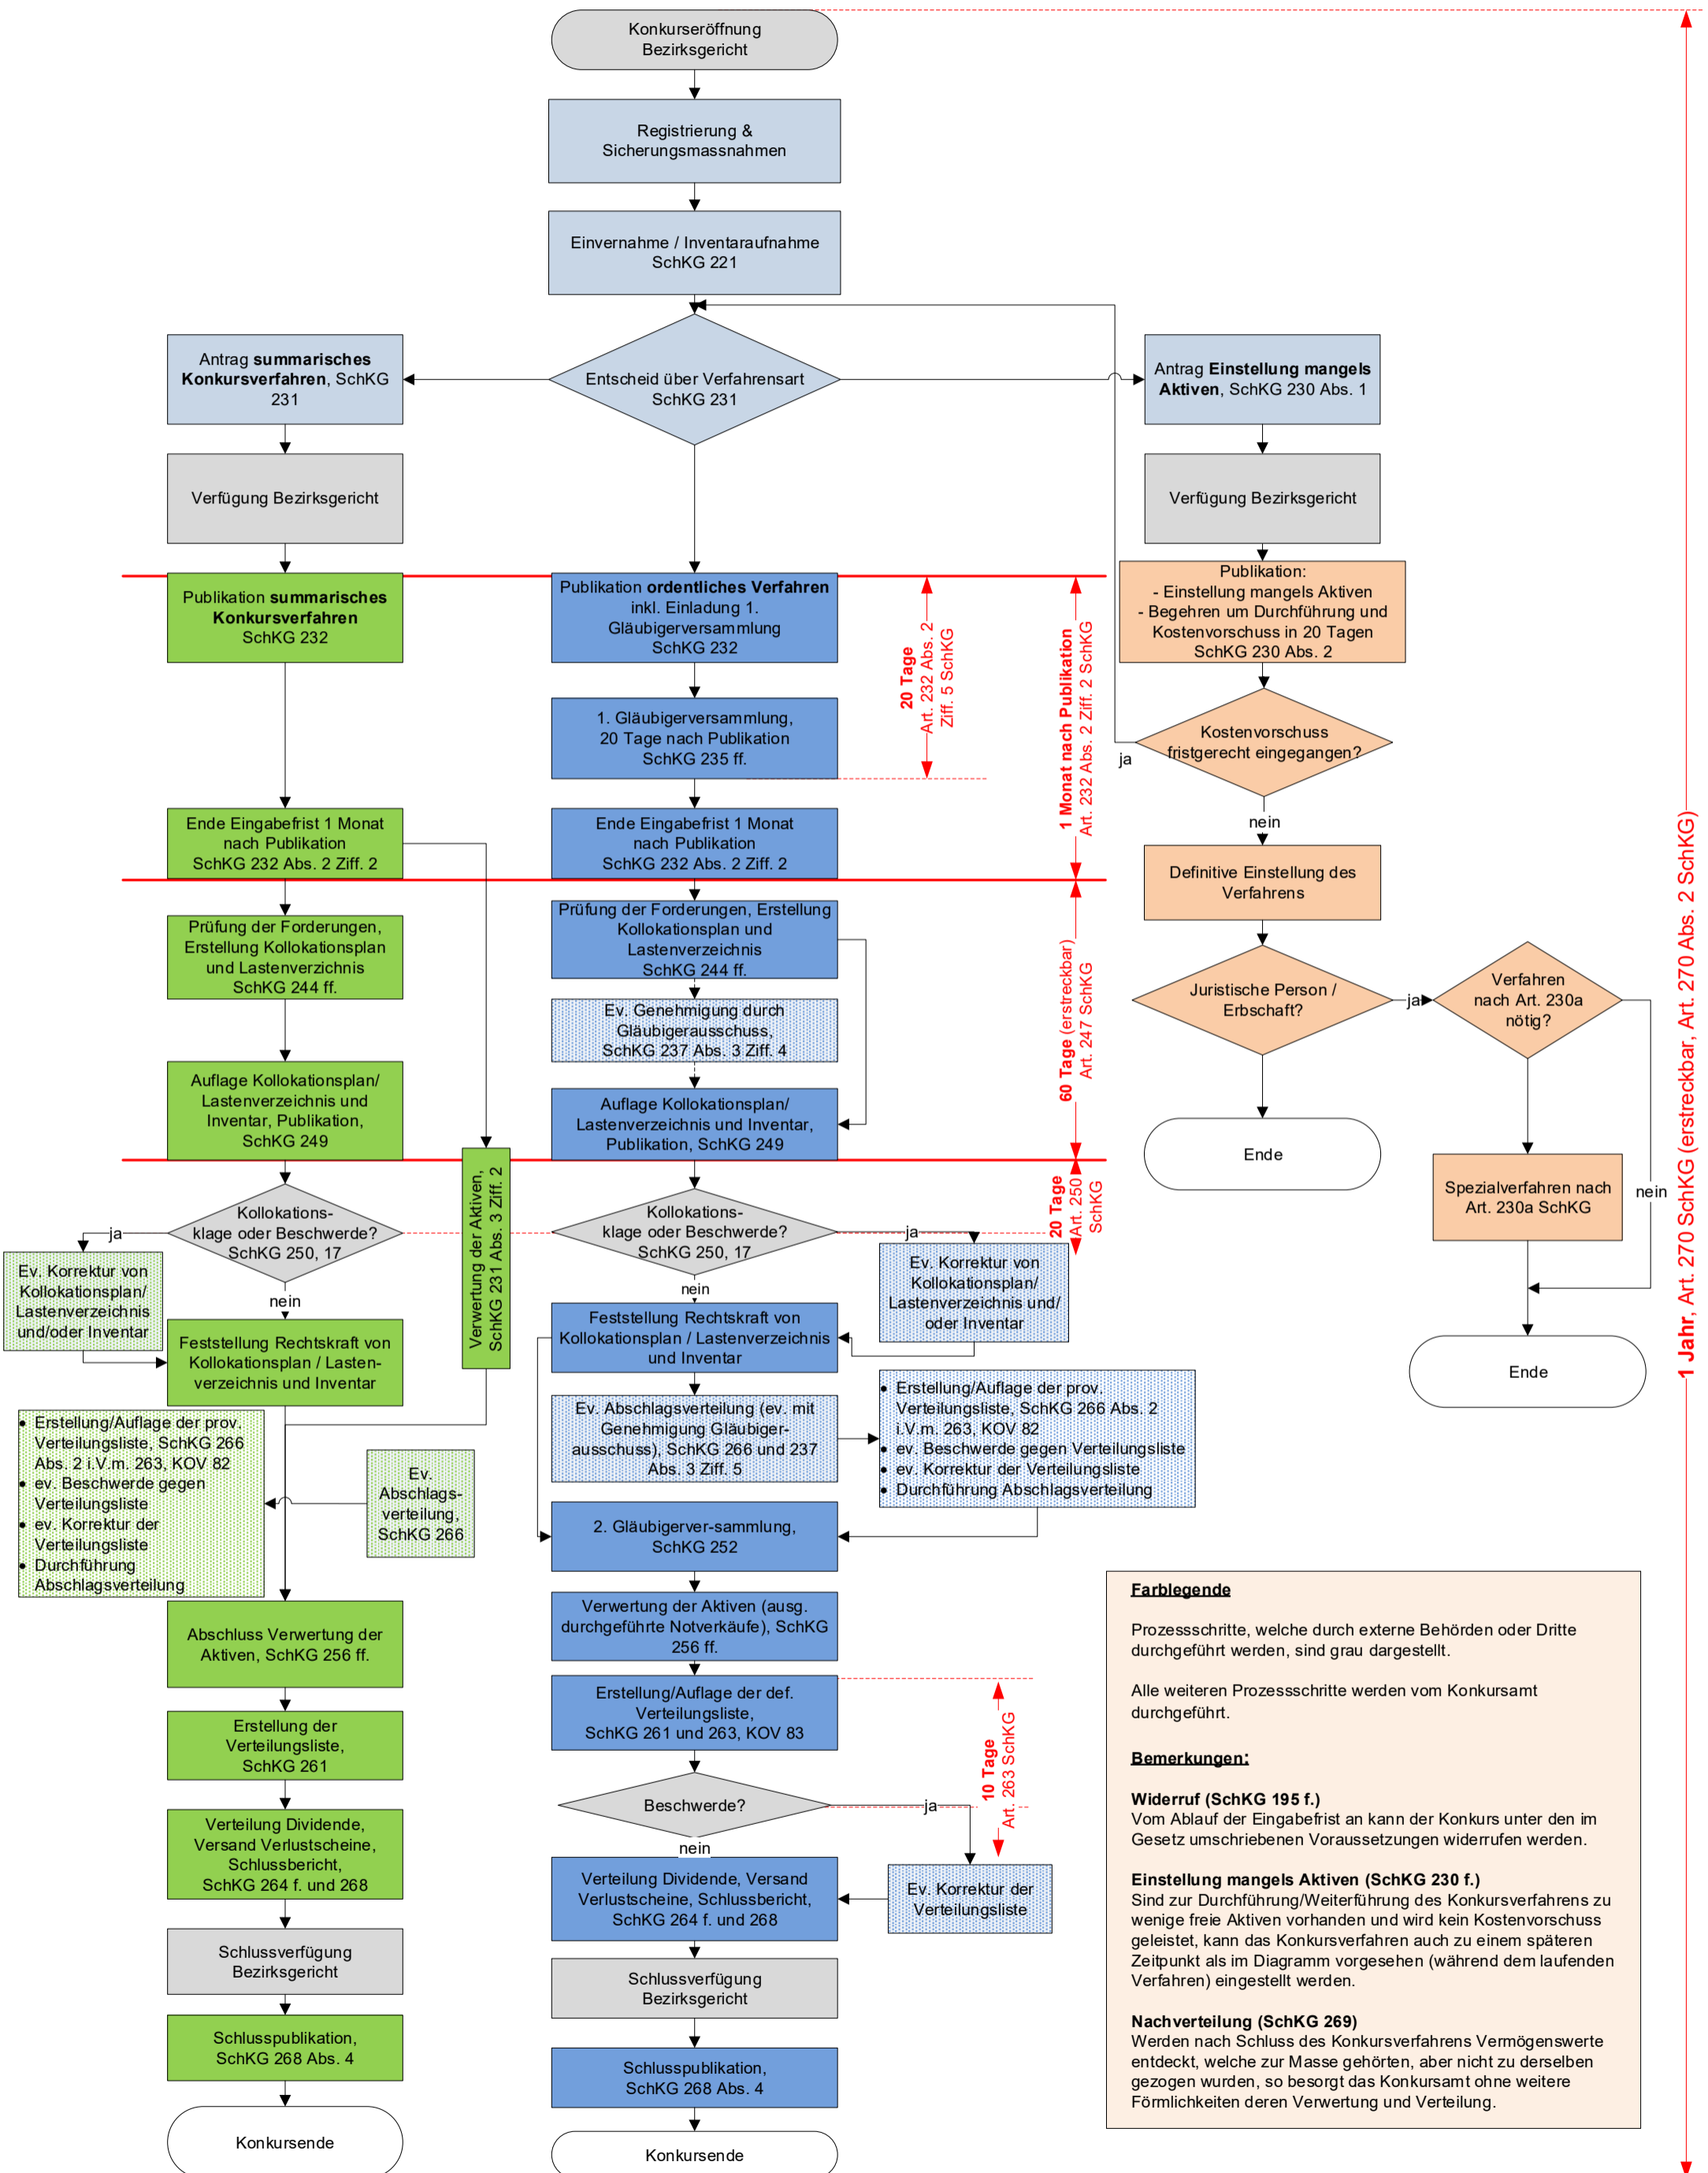 Konkurseröffnung
Bezirksgericht
Registrierung &
Sicherungsmassnahmen
Einvernahme / Inventaraufnahme
SchKG 221
Entscheid über Verfahrensart
SchKG 231
Antrag summarisches
Konkursverfahren, SchKG
231
Verfügung Bezirksgericht
Publikation summarisches
Konkursverfahren
SchKG 232
Ende Eingabefrist 1 Monat
nach Publikation
SchKG 232 Abs. 2 Ziff. 2
Prüfung der Forderungen,
Erstellung Kollokationsplan
und Lastenverzichnis
SchKG 244 ff.
Auflage Kollokationsplan/
Lastenverzeichnis und
Inventar, Publikation,
SchKG 249
Verwertung der Aktiven,
SchKG 231 Abs. 3 Ziff. 2
Kollokations-
klage oder Beschwerde?
SchKG 250, 17
ja
nein
Ev. Korrektur von
Kollokationsplan/
Lastenverzeichnis
und/oder Inventar
Feststellung Rechtskraft von
Kollokationsplan / Lasten-
verzeichnis und Inventar
• Erstellung/Auflage der prov.
Verteilungsliste, SchKG 266
Abs. 2 i.V.m. 263, KOV 82
• ev. Beschwerde gegen
Verteilungsliste
• ev. Korrektur der
Verteilungsliste
• Durchführung
Abschlagsverteilung
Ev.
Abschlags-
verteilung,
SchKG 266
Abschluss Verwertung der
Aktiven, SchKG 256 ff.
Erstellung der
Verteilungsliste,
SchKG 261
Verteilung Dividende,
Versand Verlustscheine,
Schlussbericht,
SchKG 264 f. und 268
Schlussverfügung
Bezirksgericht
Schlusspublikation,
SchKG 268 Abs. 4
Konkursende
Publikation ordentliches Verfahren
inkl. Einladung 1.
Gläubigerversammlung
SchKG 232
1. Gläubigerversammlung,
20 Tage nach Publikation
SchKG 235 ff.
Ende Eingabefrist 1 Monat
nach Publikation
SchKG 232 Abs. 2 Ziff. 2
Prüfung der Forderungen, Erstellung
Kollokationsplan und
Lastenverzeichnis
SchKG 244 ff.
Ev. Genehmigung durch
Gläubigerausschuss,
SchKG 237 Abs. 3 Ziff. 4
Auflage Kollokationsplan/
Lastenverzeichnis und Inventar,
Publikation, SchKG 249
Kollokations-
klage oder Beschwerde?
SchKG 250, 17
ja
nein
Ev. Korrektur von
Kollokationsplan/
Lastenverzeichnis und/
oder Inventar
Feststellung Rechtskraft von
Kollokationsplan / Lastenverzeichnis
und Inventar
Ev. Abschlagsverteilung (ev. mit
Genehmigung Gläubiger-
ausschuss), SchKG 266 und 237
Abs. 3 Ziff. 5
• Erstellung/Auflage der prov.
Verteilungsliste, SchKG 266 Abs. 2
i.V.m. 263, KOV 82
• ev. Beschwerde gegen Verteilungsliste
• ev. Korrektur der Verteilungsliste
• Durchführung Abschlagsverteilung
2. Gläubigerver-sammlung,
SchKG 252
Verwertung der Aktiven (ausg.
durchgeführte Notverkäufe), SchKG
256 ff.
Erstellung/Auflage der def.
Verteilungsliste,
SchKG 261 und 263, KOV 83
Beschwerde?
ja
nein
Ev. Korrektur der
Verteilungsliste
Verteilung Dividende, Versand
Verlustscheine, Schlussbericht,
SchKG 264 f. und 268
Schlussverfügung
Bezirksgericht
Schlusspublikation,
SchKG 268 Abs. 4
Konkursende
20 Tage
Art. 232 Abs. 2
Ziff. 5 SchKG
1 Monat nach Publikation
Art. 232 Abs. 2 Ziff. 2 SchKG
60 Tage (erstreckbar)
Art. 247 SchKG
20 Tage
Art. 250
SchKG
10 Tage
Art. 263 SchKG
Antrag Einstellung mangels
Aktiven, SchKG 230 Abs. 1
Verfügung Bezirksgericht
Publikation:
- Einstellung mangels Aktiven
- Begehren um Durchführung und
Kostenvorschuss in 20 Tagen
SchKG 230 Abs. 2
Kostenvorschuss
fristgerecht eingegangen?
ja
nein
Definitive Einstellung des
Verfahrens
Juristische Person /
Erbschaft?
ja
Ende
Verfahren
nach Art. 230a
nötig?
nein
Spezialverfahren nach
Art. 230a SchKG
Ende
1 Jahr, Art. 270 SchKG (erstreckbar, Art. 270 Abs. 2 SchKG)
Farblegende
Prozessschritte, welche durch externe Behörden oder Dritte
durchgeführt werden, sind grau dargestellt.
Alle weiteren Prozessschritte werden vom Konkursamt
durchgeführt.
Bemerkungen:
Widerruf (SchKG 195 f.)
Vom Ablauf der Eingabefrist an kann der Konkurs unter den im
Gesetz umschriebenen Voraussetzungen widerrufen werden.
Einstellung mangels Aktiven (SchKG 230 f.)
Sind zur Durchführung/Weiterführung des Konkursverfahrens zu
wenige freie Aktiven vorhanden und wird kein Kostenvorschuss
geleistet, kann das Konkursverfahren auch zu einem späteren
Zeitpunkt als im Diagramm vorgesehen (während dem laufenden
Verfahren) eingestellt werden.
Nachverteilung (SchKG 269)
Werden nach Schluss des Konkursverfahrens Vermögenswerte
entdeckt, welche zur Masse gehörten, aber nicht zu derselben
gezogen wurden, so besorgt das Konkursamt ohne weitere
Förmlichkeiten deren Verwertung und Verteilung.